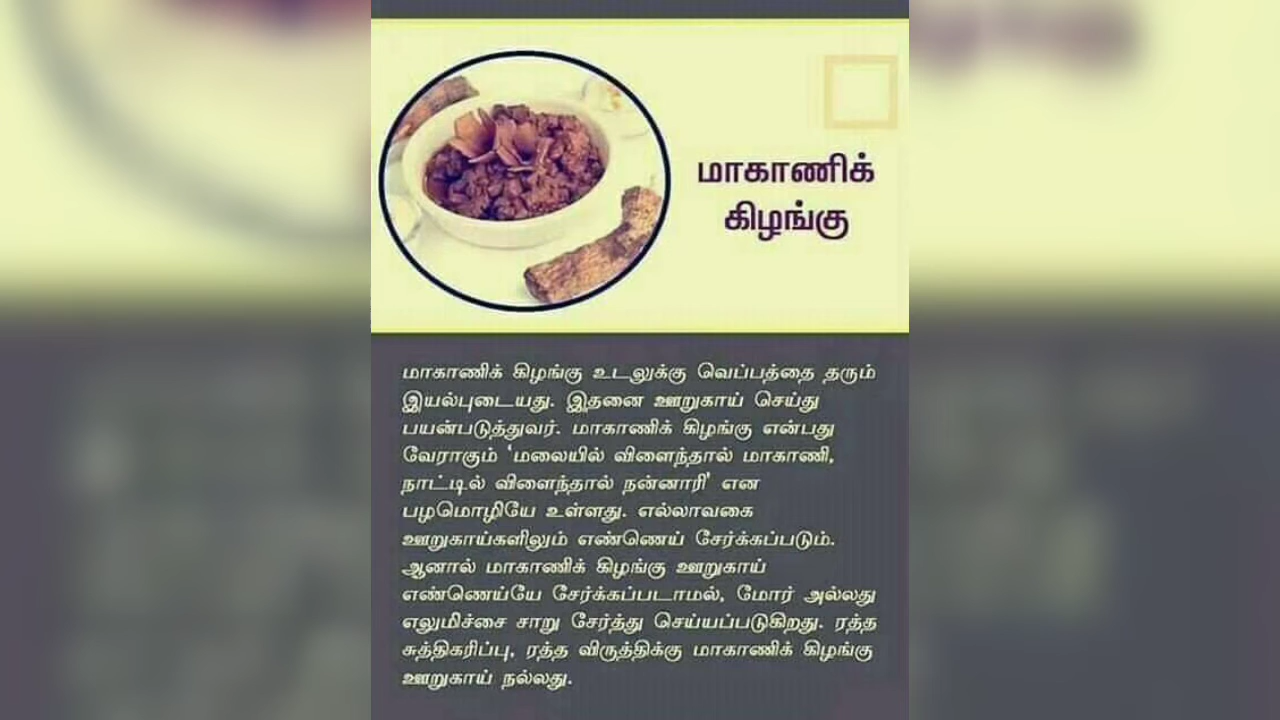 மாகாணிக்
கிழங்கு
மாகாணிக் கிழங்கு உடலுக்கு வெப்பத்தை தரும்
இயல்புடையது. இதனை ஊறுகாய் செய்து
பயன்படுத்துவர். மாகாணிக் கிழங்கு என்பது
வேராகும் ‘மலையில் விளைந்தால் மாகாணி,
நாட்டில் விளைந்தால் நன்னாரி’ என
பழமொழியே உள்ளது. எல்லாவகை
ஊறுகாய்களிலும் எண்ணெய் சேர்க்கப்படும்.
ஆனால் மாகாணிக் கிழங்கு ஊறுகாய்
எண்ணெய்யே சேர்க்கப்படாமல், மோர் அல்லது
எலுமிச்சை சாறு சேர்த்து செய்யப்படுகிறது. ரத்த
சுத்திகரிப்பு, ரத்த விருத்திக்கு மாகாணிக் கிழங்கு
ஊறுகாய் நல்லது.